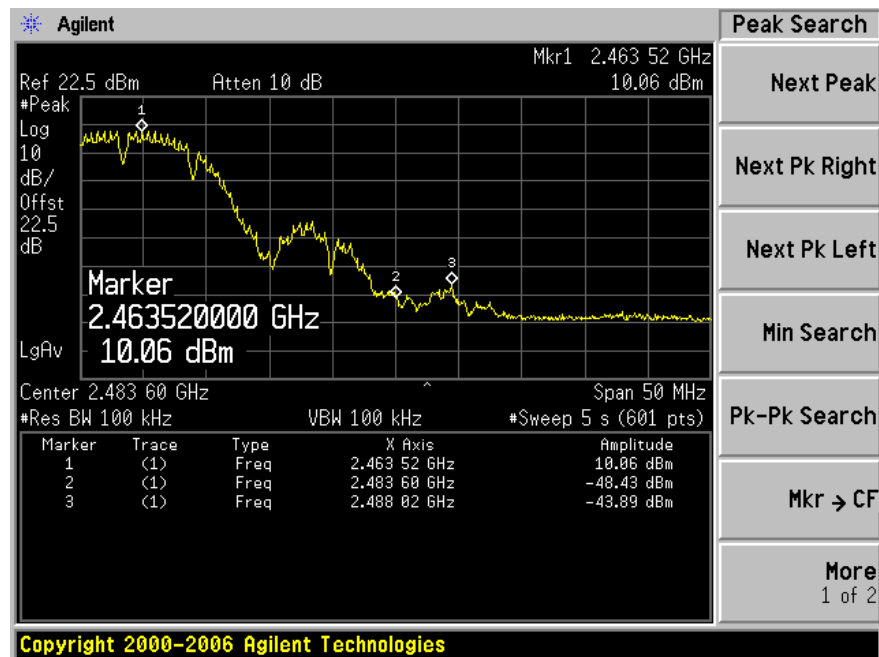 Agilent
Peak Search
Mkr1 2.463 52 GHz
Ref 22.5 dBm Atten 10 dB 10.06 dBm
Next Peak
#Peak
Log
10
dB/
Offst
22.5
dB
1
2
3
Next Pk Right
Next Pk Left
Marker
2.463520000 GHz
10.06 dBm
LgAv
Min Search
Center 2.483 60 GHz ^ Span 50 MHz
#Res BW 100 kHz VBW 100 kHz #Sweep 5 s (601 pts)
Pk-Pk Search
Marker Trace Type X Axis Amplitude
1 (1) Freq 2.463 52 GHz 10.06 dBm
2 (1) Freq 2.483 60 GHz -48.43 dBm
3 (1) Freq 2.488 02 GHz -43.89 dBm
Mkr → CF
More
1 of 2
Copyright 2000-2006 Agilent Technologies